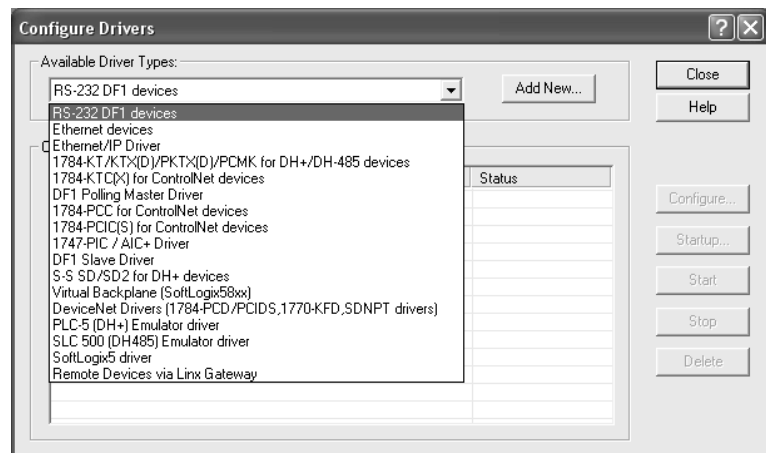 Configure Drivers
Available Driver Types:
RS-232 DF1 devices
Add New...
Close
Help
RS-232 DF1 devices
Ethernet devices
Ethernet/IP Driver
1784-KT/KTX(D)/PKTX(D)/PCMK for DH+/DH-485 devices
1784-KTC(X) for ControlNet devices
DF1 Polling Master Driver
1784-PCC for ControlNet devices
1784-PCIC(S) for ControlNet devices
1747-PIC / AIC+ Driver
DF1 Slave Driver
S-S SD/SD2 for DH+ devices
Virtual Backplane (SoftLogix58xx)
DeviceNet Drivers (1784-PCD/PCIDS,1770-KFD,SDNPT drivers)
PLC-5 (DH+) Emulator driver
SLC 500 (DH485) Emulator driver
SoftLogix5 driver
Remote Devices via Linx Gateway
Status
Configure...
Startup...
Start
Stop
Delete